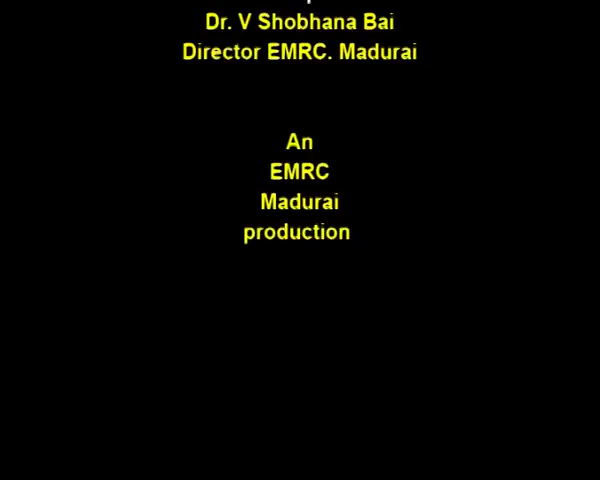 Dr. V Shobhana Bai
Director EMRC. Madurai
An
EMRC
Madurai
production